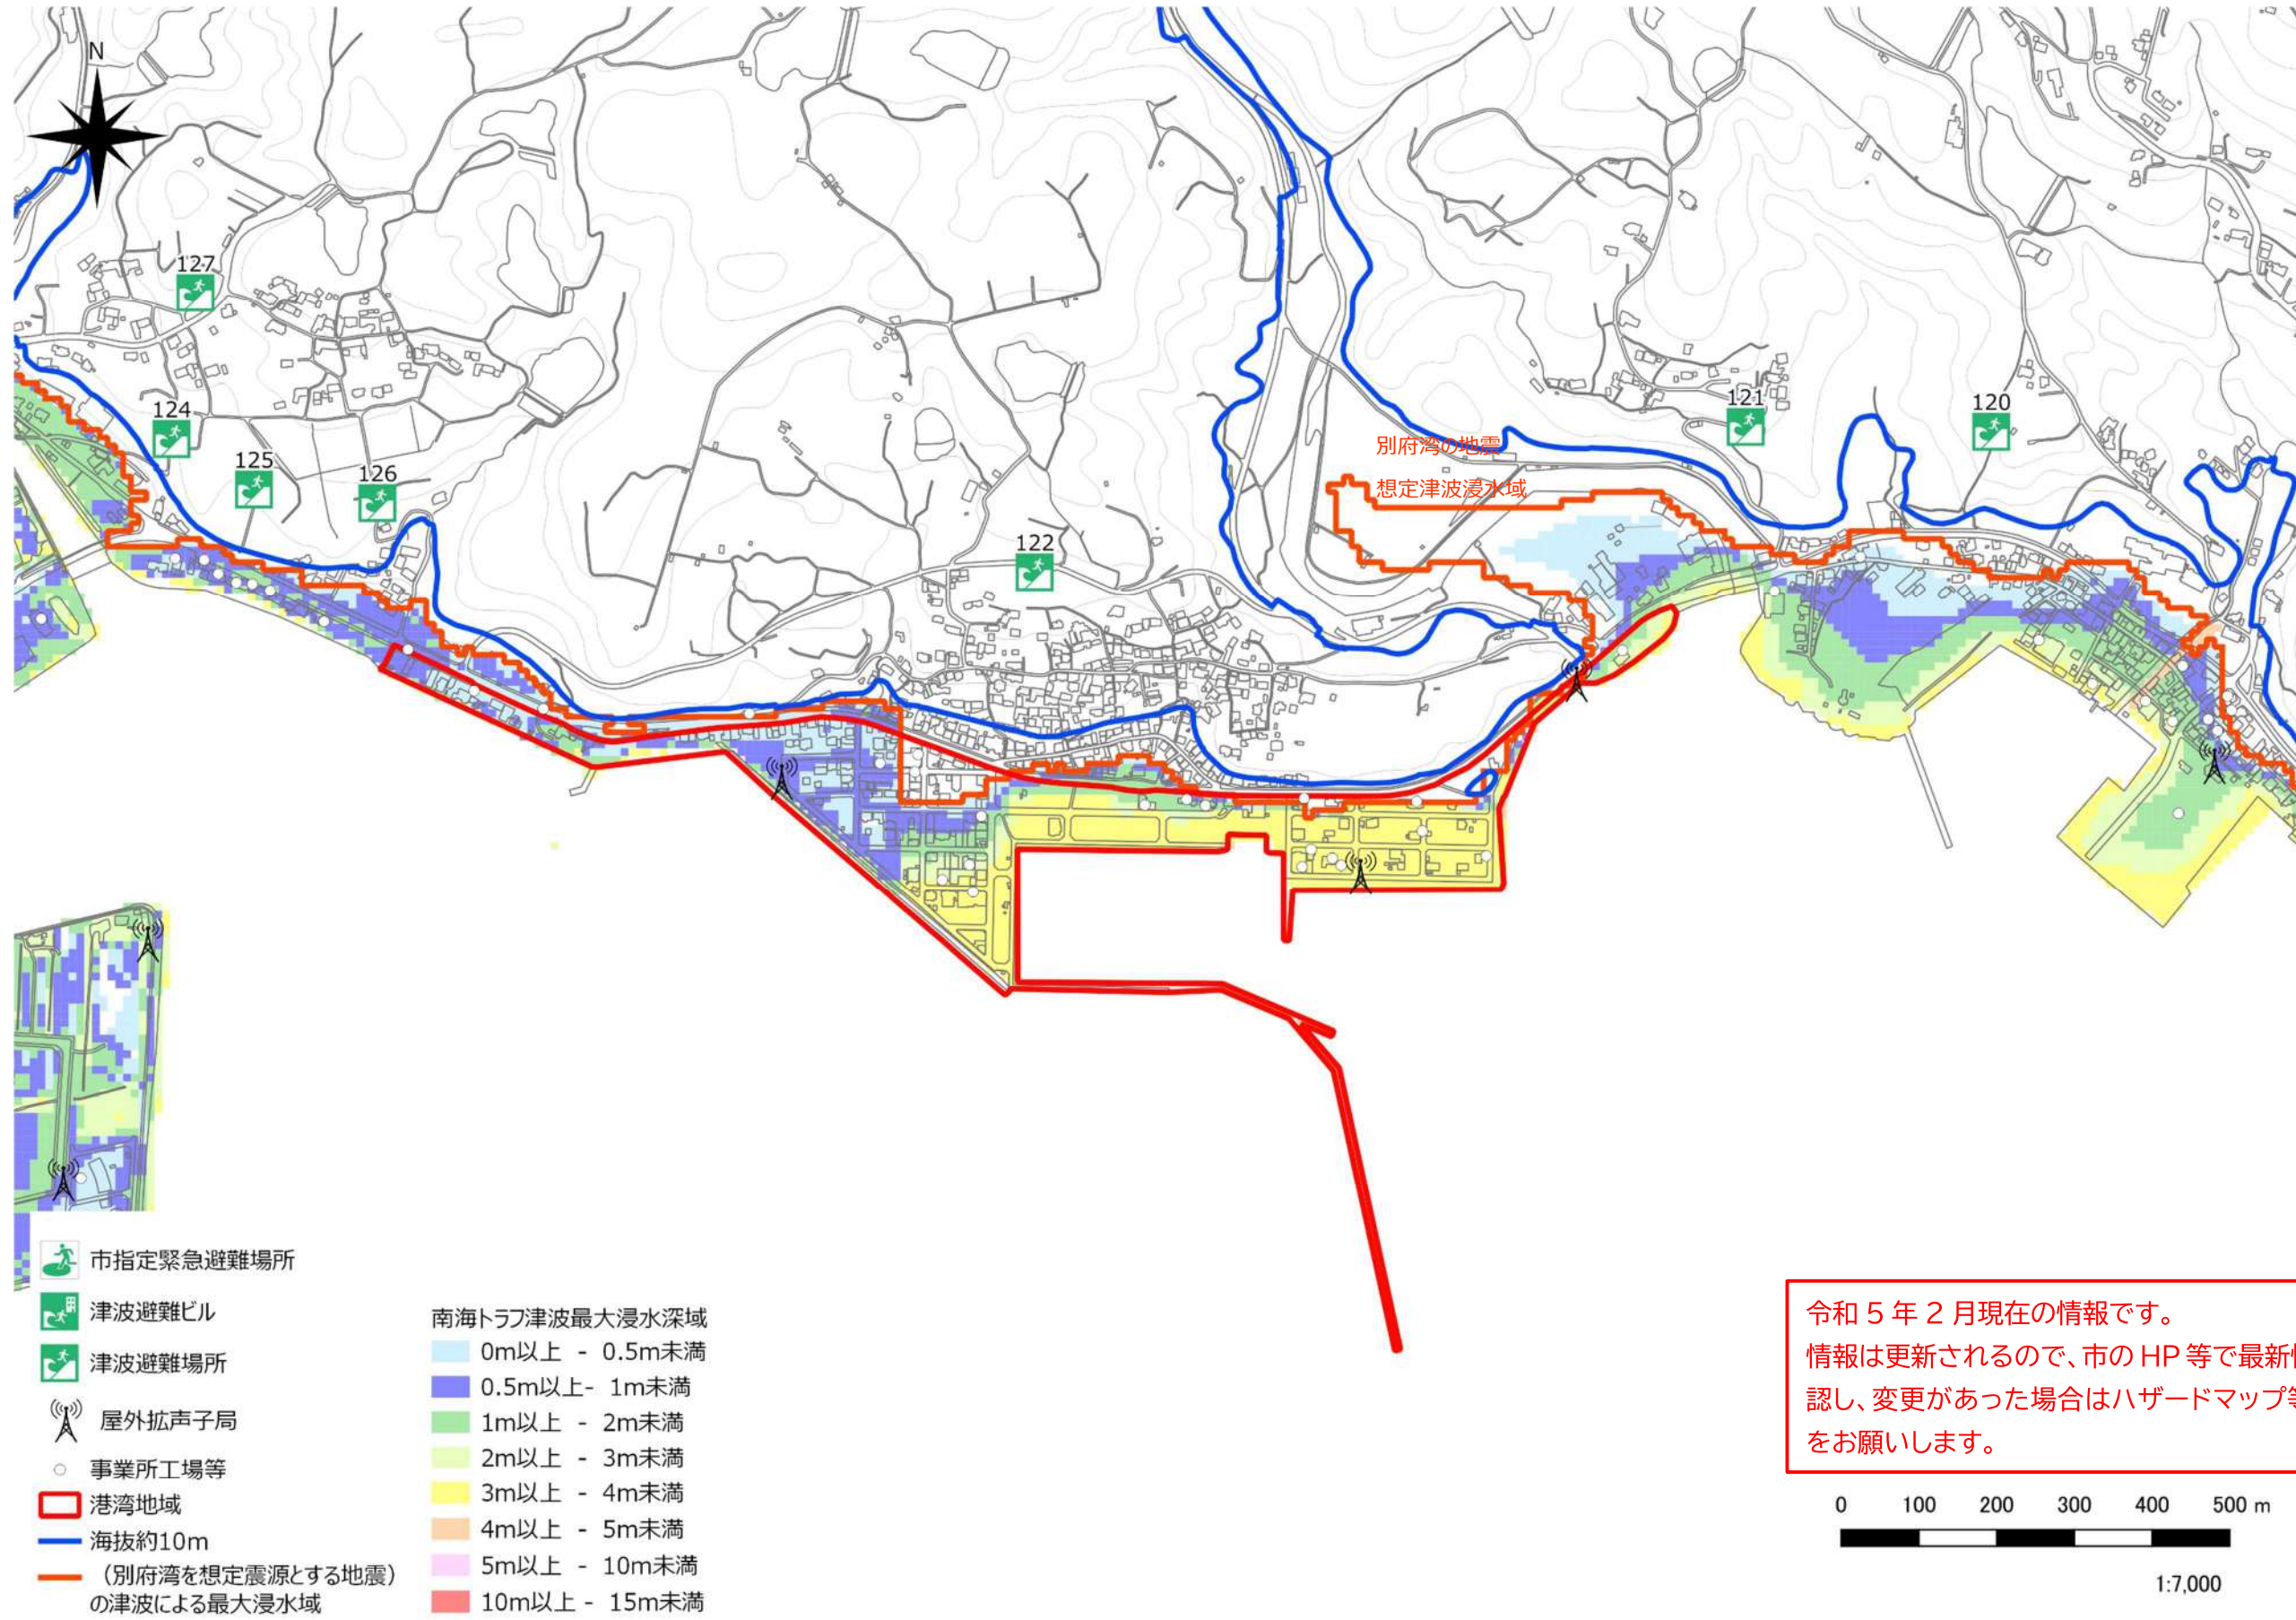 N
127
124
125
126
122
121
120
別府湾の地震
想定津波浸水域
市指定緊急避難場所
津波避難ビル
津波避難場所
屋外拡声子局
事業所工場等
港湾地域
海抜約10m
（別府湾を想定震源とする地震）
の津波による最大浸水域
南海トラフ津波最大浸水深域
0m以上 - 0.5m未満
0.5m以上- 1m未満
1m以上 - 2m未満
2m以上 - 3m未満
3m以上 - 4m未満
4m以上 - 5m未満
5m以上 - 10m未満
10m以上 - 15m未満
令和 5 年 2 月現在の情報です。
情報は更新されるので、市の HP 等で最新
認し、変更があった場合はハザードマップ
をお願いします。
0 100 200 300 400 500 m
1:7,000